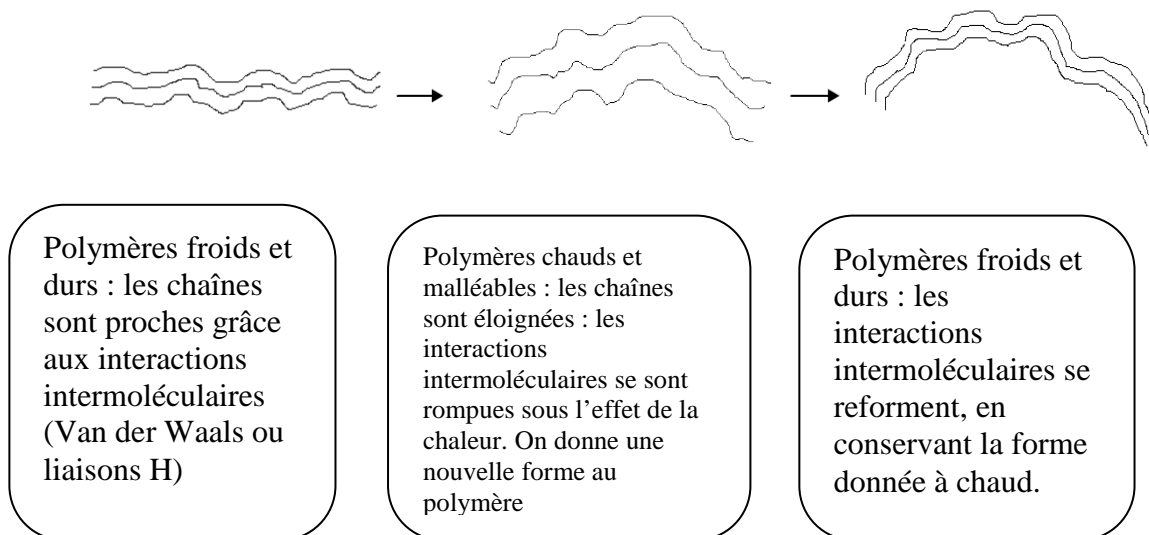 Polymères froids et
durs : les chaînes
sont proches grâce
aux interactions
intermoléculaires
(Van der Waals ou
liaisons H)
Polymères chauds et
malléables : les chaînes
sont éloignées : les
interactions
intermoléculaires se sont
rompues sous l’effet de la
chaleur. On donne une
nouvelle forme au
polymère
Polymères froids et
durs : les
interactions
intermoléculaires se
reforment, en
conservant la forme
donnée à chaud.